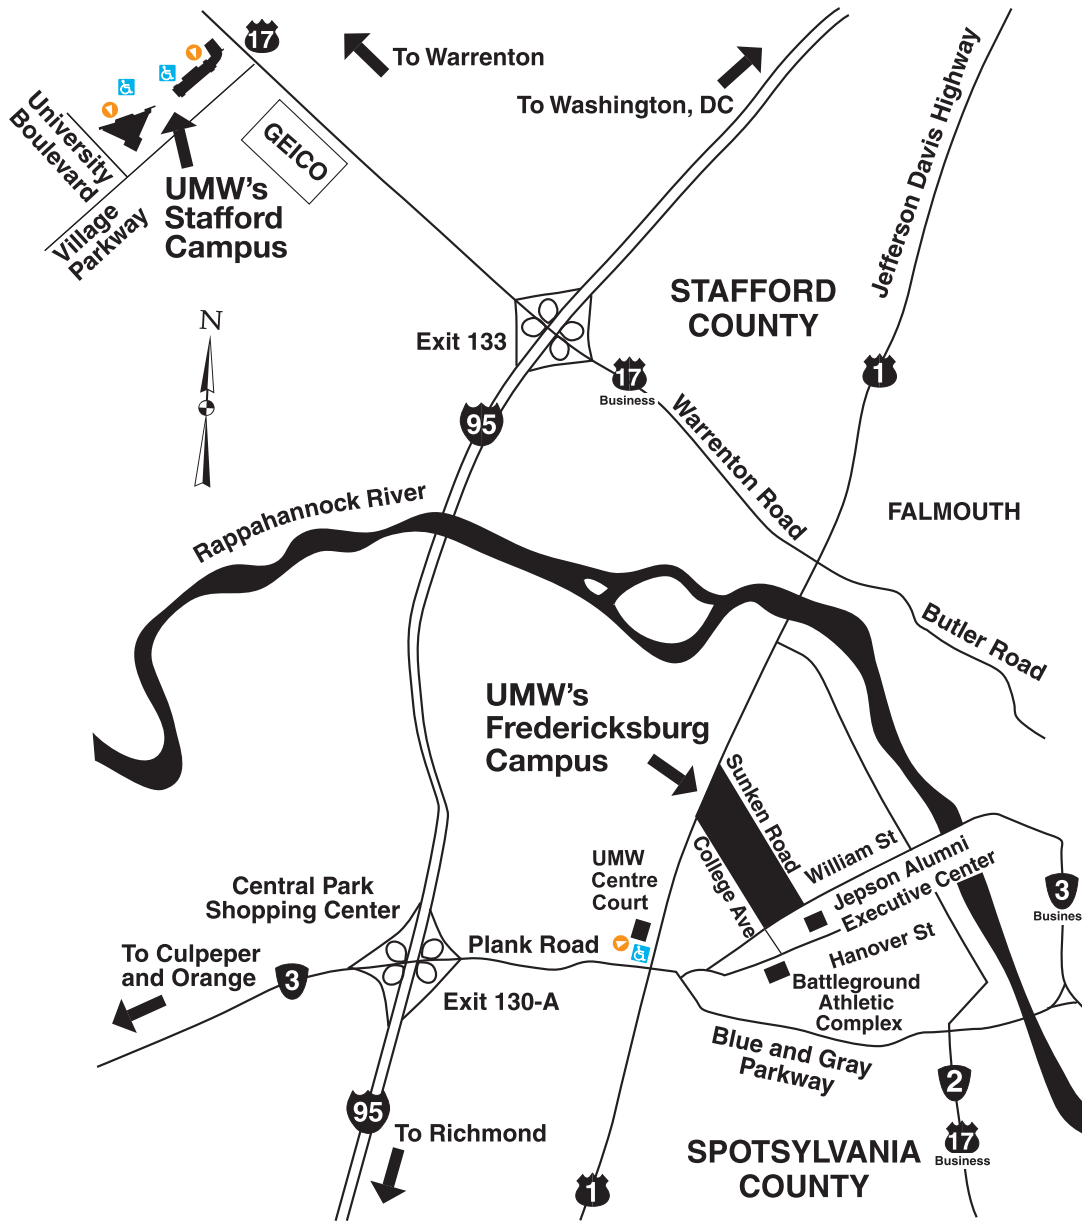 17
To Warrenton
To Washington, DC
Jefferson Davis Highway
University
Boulevard
GEICO
UMW's
Stafford
Campus
Village
Parkway
N
STAFFORD
COUNTY
Exit 133
17
Business
1
95
Warrenton Road
Rappahannock River
FALMOUTH
Butler Road
UMW's
Fredericksburg
Campus
Sunken Road
College Ave
William St
Jepson Alumni
Executive Center
UMW
Centre
Court
Central Park
Shopping Center
3
Busines
Plank Road
Hanover St
To Culpeper
and Orange
3
Exit 130-A
Battleground
Athletic
Complex
Blue and Gray
Parkway
2
95
To Richmond
17
Business
SPOTSYLVANIA
COUNTY
1